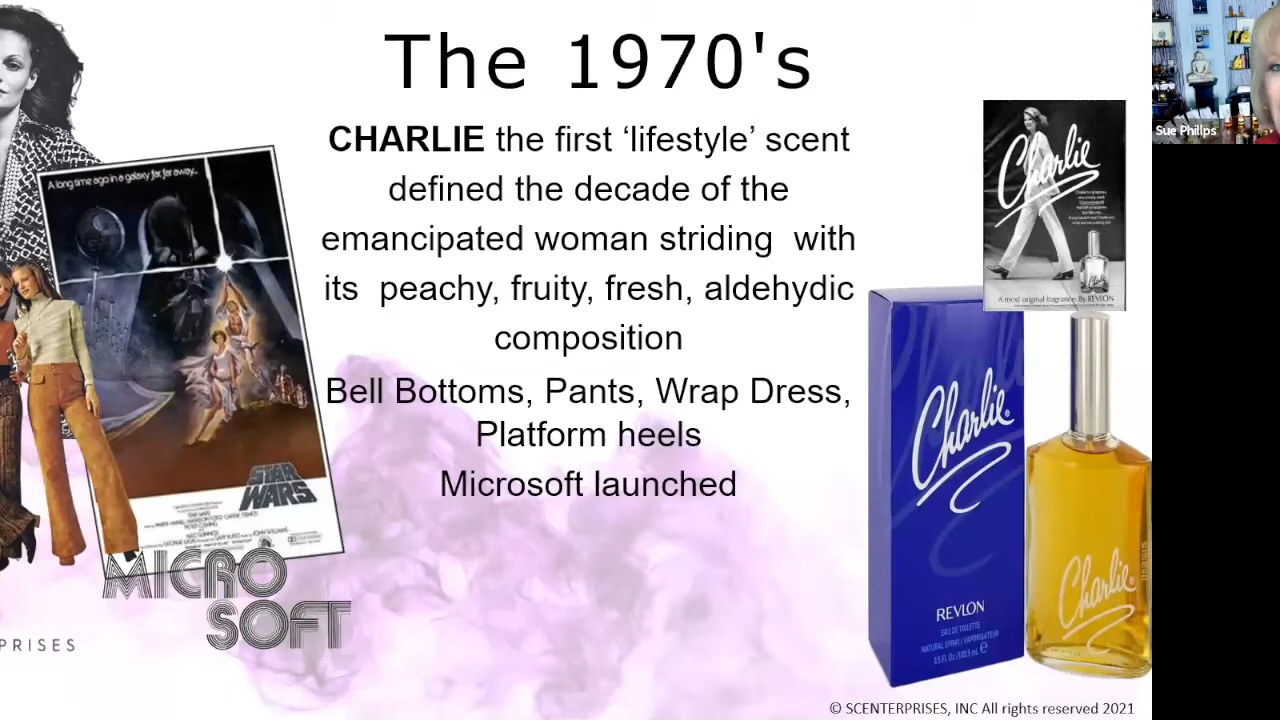 The 1970's
CHARLIE the first ‘lifestyle’ scent
defined the decade of the
emancipated woman striding with
its peachy, fruity, fresh, aldehydic
composition
Bell Bottoms, Pants, Wrap Dress,
Platform heels
Microsoft launched
A long time ago in a galaxy far, far away...
STAR
WARS
MICRO
SOFT
PRISES
Charlie
A most original fragrance. By REVLON
Charlie
REVLON
EAU DE TOILETTE
NATURAL SPRAY / VAPORISATEUR
Charlie
Sue Phillps
© SCENTERPRISES, INC All rights reserved 2021